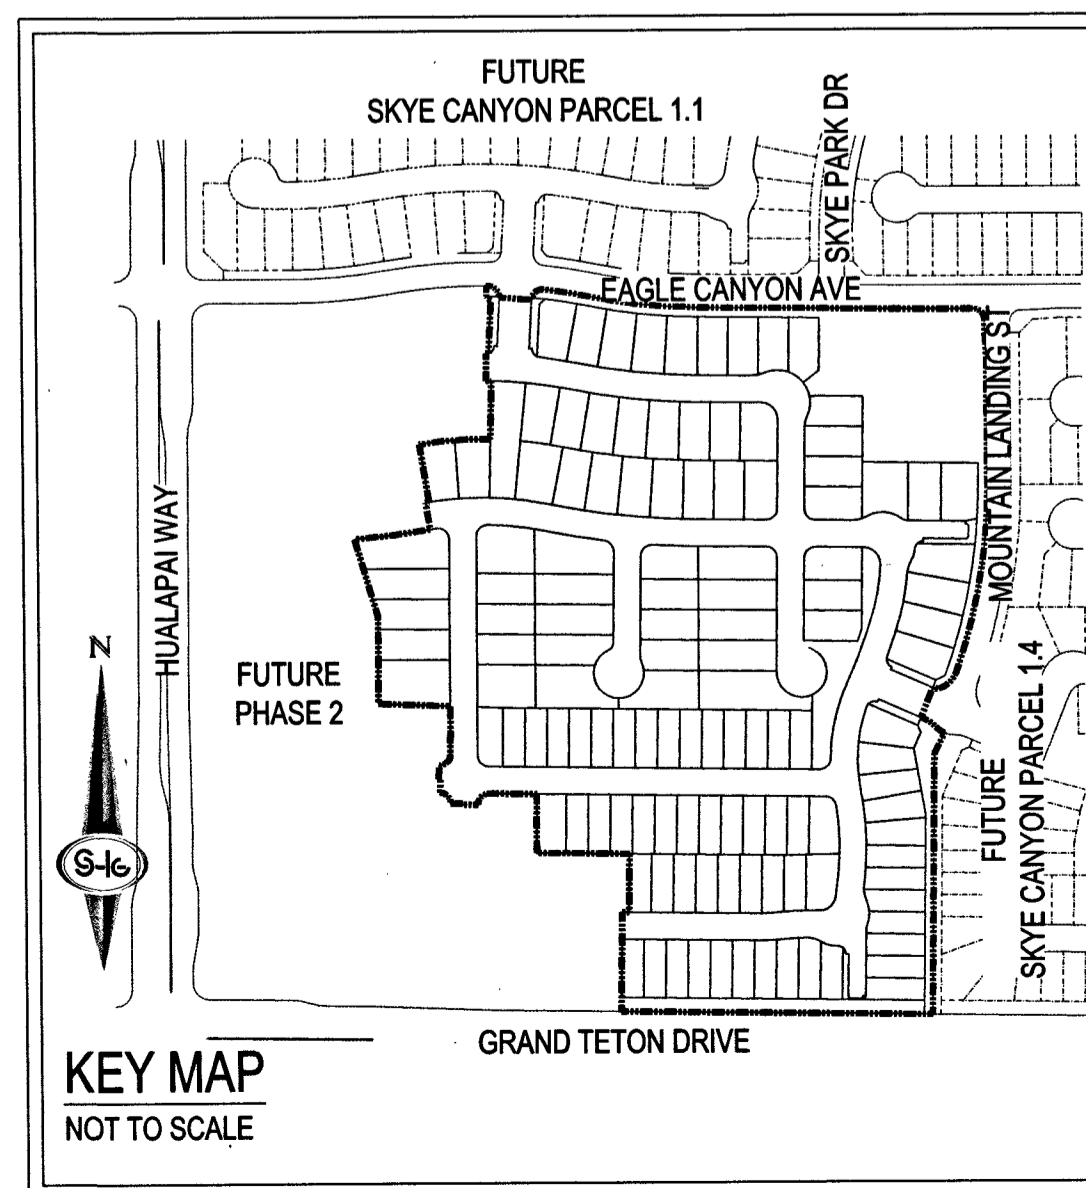 FUTURE
SKYE CANYON PARCEL 1.1
SKYE PARK DR
EAGLE CANYON AVE
MOUNTAIN LANDING ST
HUALAPAI WAY
N
FUTURE
PHASE 2
FUTURE
SKYE CANYON PARCEL 1.4
GRAND TETON DRIVE
KEY MAP
NOT TO SCALE